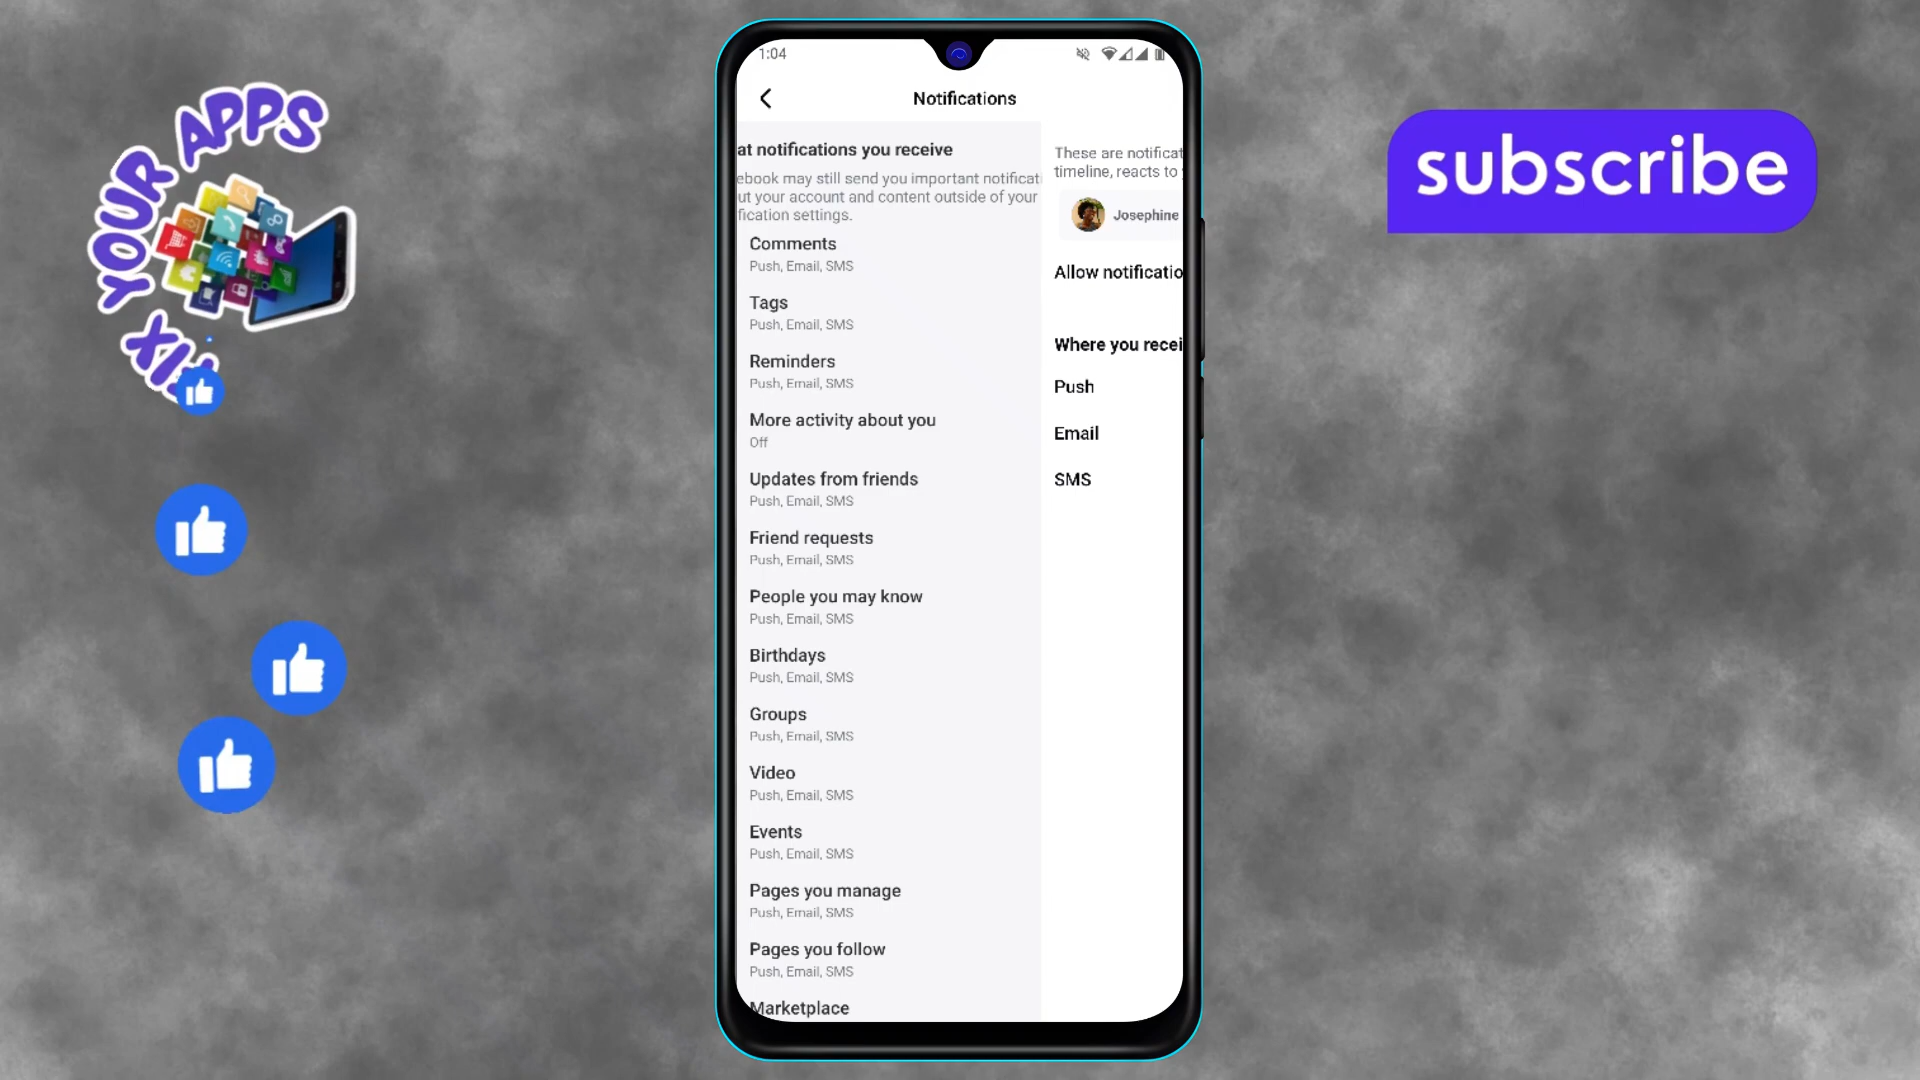 YOUR APPS
FIX
subscribe
1:04
Notifications
at notifications you receive
ebook may still send you important notificati
ut your account and content outside of your
fication settings.
Comments
Push, Email, SMS
Tags
Push, Email, SMS
Reminders
Push, Email, SMS
More activity about you
Off
Updates from friends
Push, Email, SMS
Friend requests
Push, Email, SMS
People you may know
Push, Email, SMS
Birthdays
Push, Email, SMS
Groups
Push, Email, SMS
Video
Push, Email, SMS
Events
Push, Email, SMS
Pages you manage
Push, Email, SMS
Pages you follow
Push, Email, SMS
Marketplace
These are notificat
timeline, reacts to
Josephine
Allow notificatio
Where you recei
Push
Email
SMS